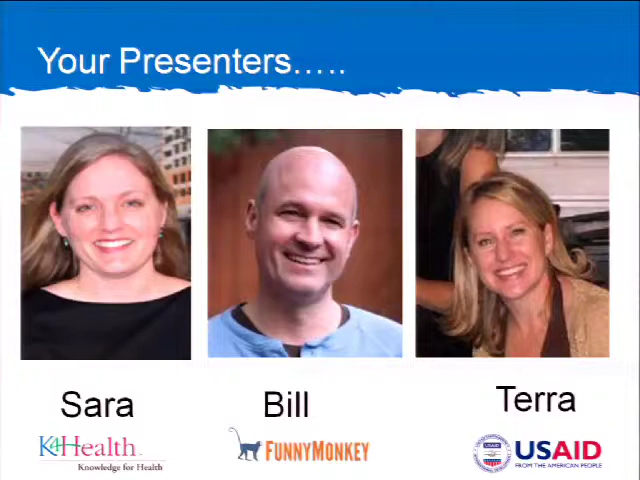 Your Presenters…..
Sara
Bill
Terra
K4Health
Knowledge for Health
FUNNYMONKEY
USAID
FROM THE AMERICAN PEOPLE